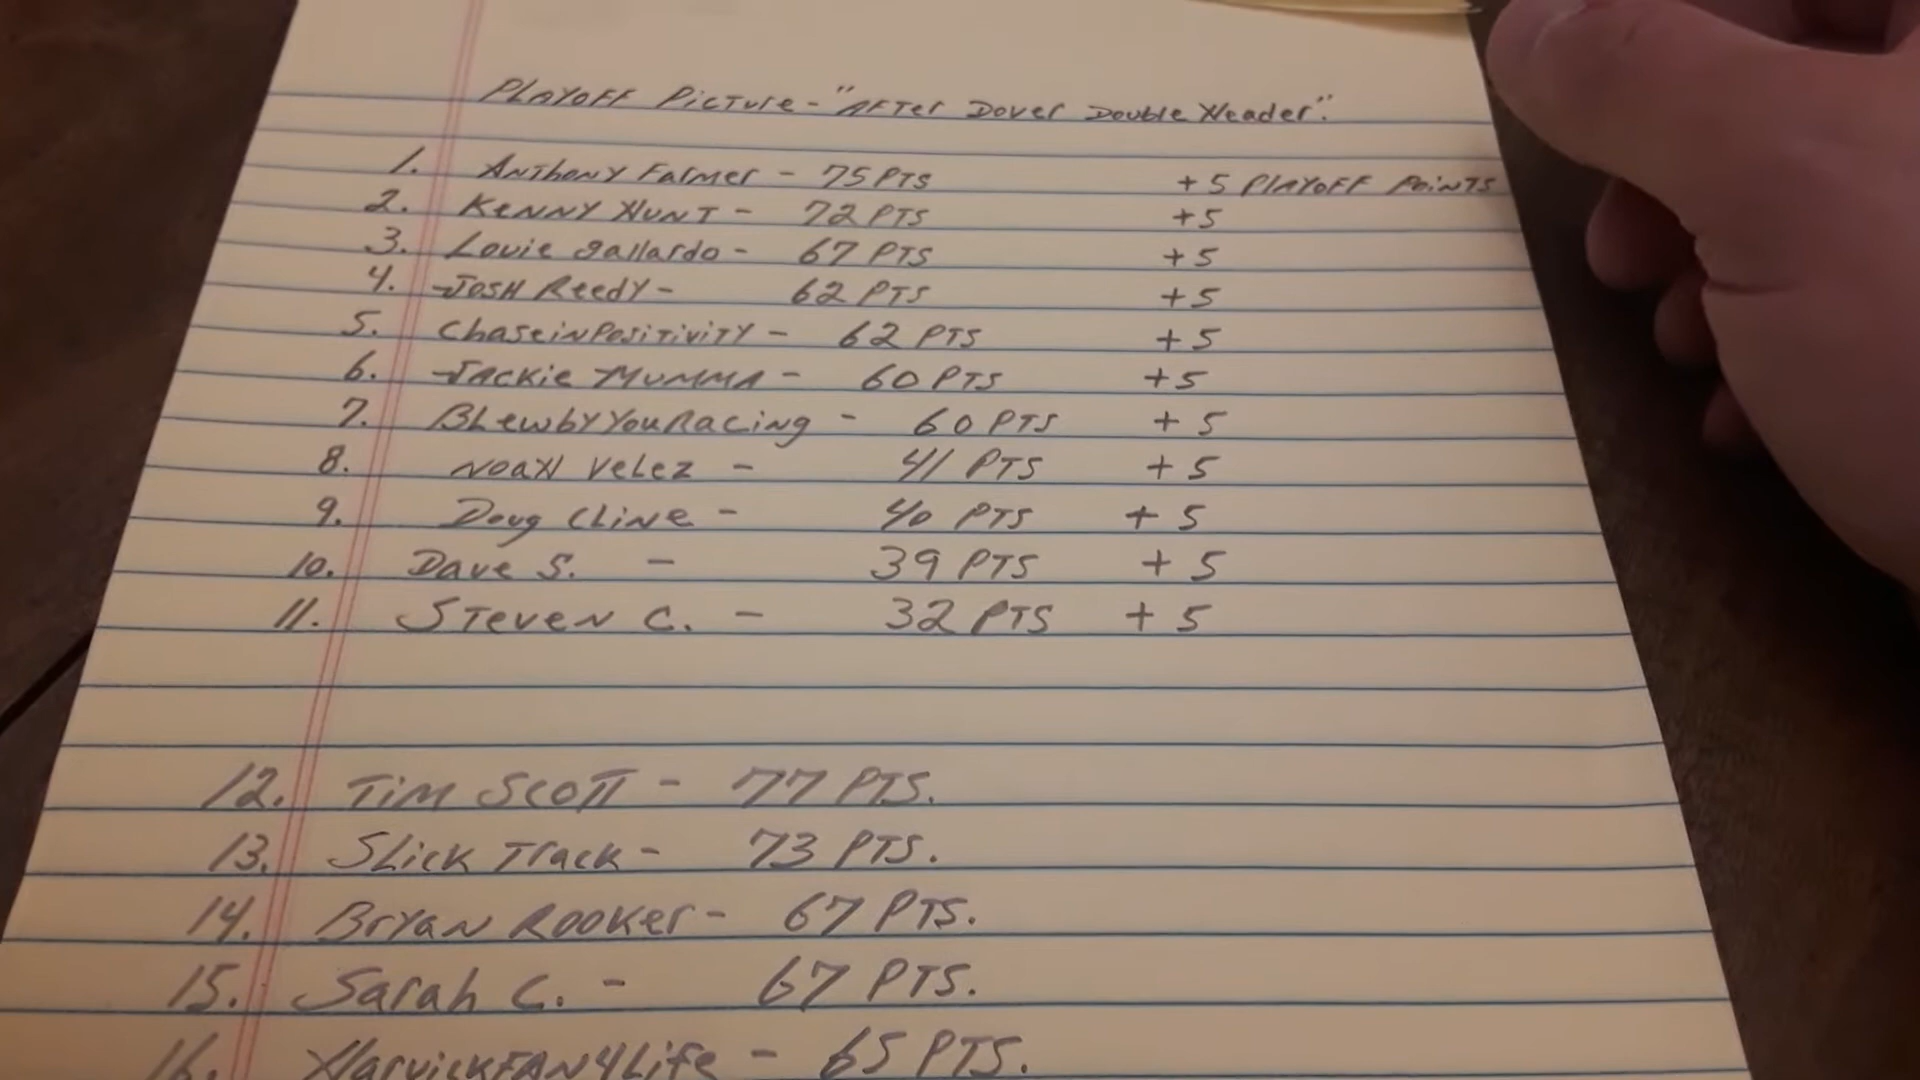 Playoff Picture - "After Dover Double Header".
1. Anthony Farmer - 75 PTS +5 Playoff Points
2. Kenny Hunt - 72 PTS +5
3. Louie gallardo - 67 PTS +5
4. Josh Reedy - 62 PTS +5
5. ChaseinPositivity - 62 PTS +5
6. Jackie Mumma - 60 PTS +5
7. BlewbyYouRacing - 60 PTS +5
8. Noah Velez - 41 PTS +5
9. Doug Cline - 40 PTS +5
10. Dave S. - 39 PTS +5
11. Steven C. - 32 PTS +5
12. Tim Scott - 77 PTS.
13. Slick Track - 73 PTS.
14. Bryan Rooker - 67 PTS.
15. Sarah C. - 67 PTS.
16. HarvickFAN4Life - 65 PTS.